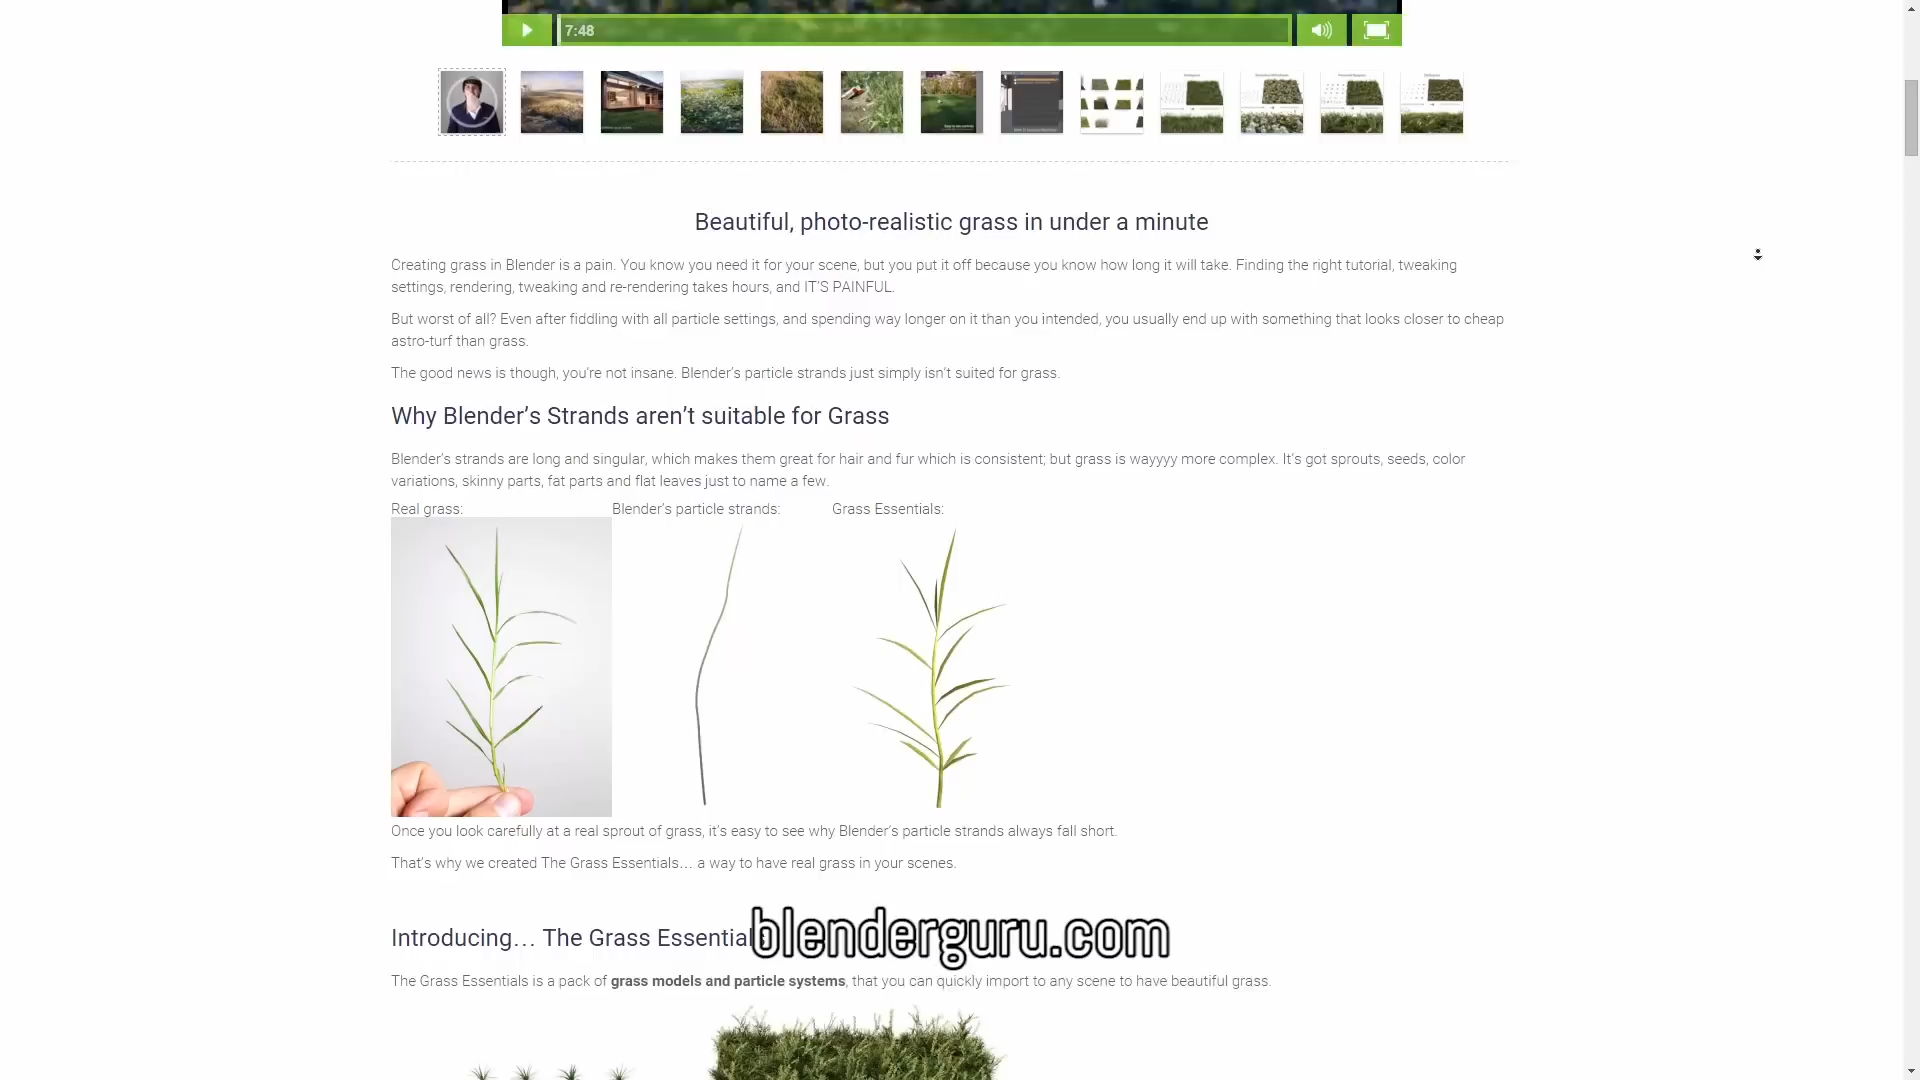 7:48
Beautiful, photo-realistic grass in under a minute
Creating grass in Blender is a pain. You know you need it for your scene, but you put it off because you know how long it will take. Finding the right tutorial, tweaking
settings, rendering, tweaking and re-rendering takes hours, and IT’S PAINFUL.
But worst of all? Even after fiddling with all particle settings, and spending way longer on it than you intended, you usually end up with something that looks closer to cheap
astro-turf than grass.
The good news is though, you’re not insane. Blender’s particle strands just simply isn’t suited for grass.
Why Blender’s Strands aren’t suitable for Grass
Blender’s strands are long and singular, which makes them great for hair and fur which is consistent; but grass is wayyyy more complex. It’s got sprouts, seeds, color
variations, skinny parts, fat parts and flat leaves just to name a few.
Real grass: Blender’s particle strands: Grass Essentials:
Once you look carefully at a real sprout of grass, it’s easy to see why Blender’s particle strands always fall short.
That’s why we created The Grass Essentials… a way to have real grass in your scenes.
Introducing… The Grass Essentials
blenderguru.com
The Grass Essentials is a pack of grass models and particle systems, that you can quickly import to any scene to have beautiful grass.